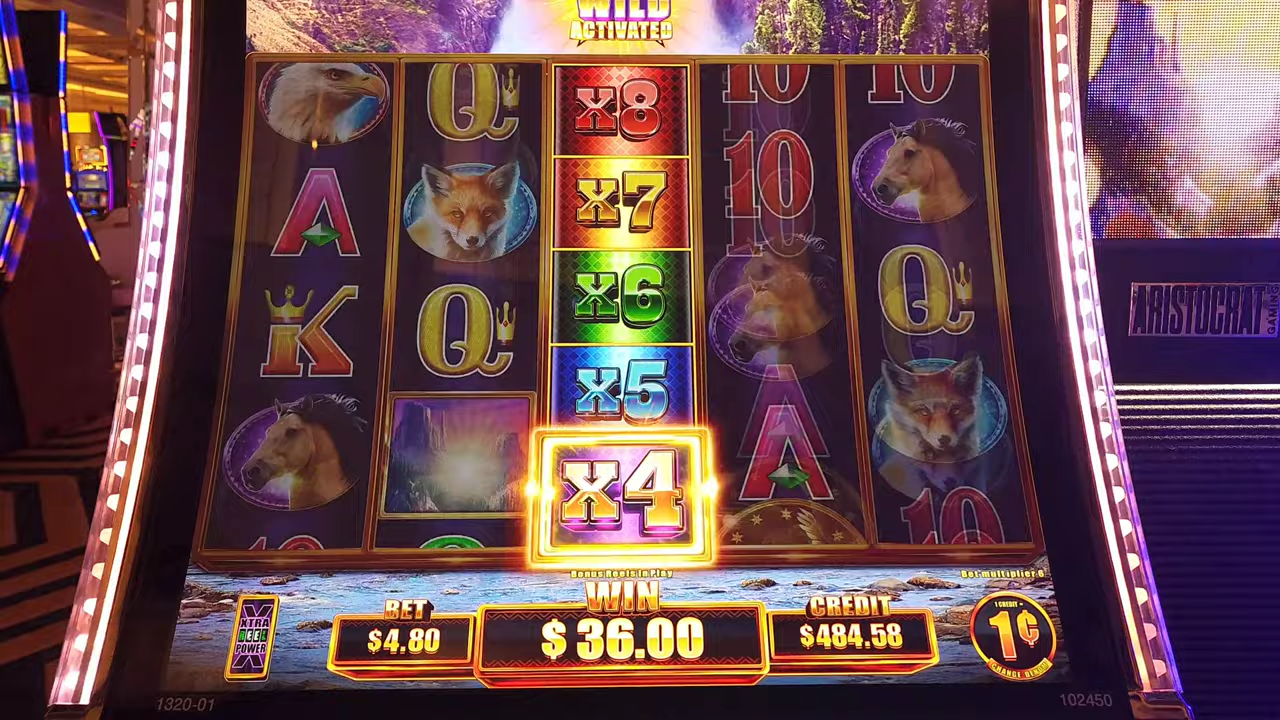 WILD
ACTIVATED
Q
x8
10
10
A
x7
10
K
Q
x6
10
Q
x5
A
x4
10
Bonus Reels in Play
Bet multiplier 6
XTRA
REEL
POWER
X
BET
$4.80
WIN
$36.00
CREDIT
$484.58
1 CREDIT =
1¢
CHANGE DENOM
1320-01
102450
ARISTOCRAT
GAMING